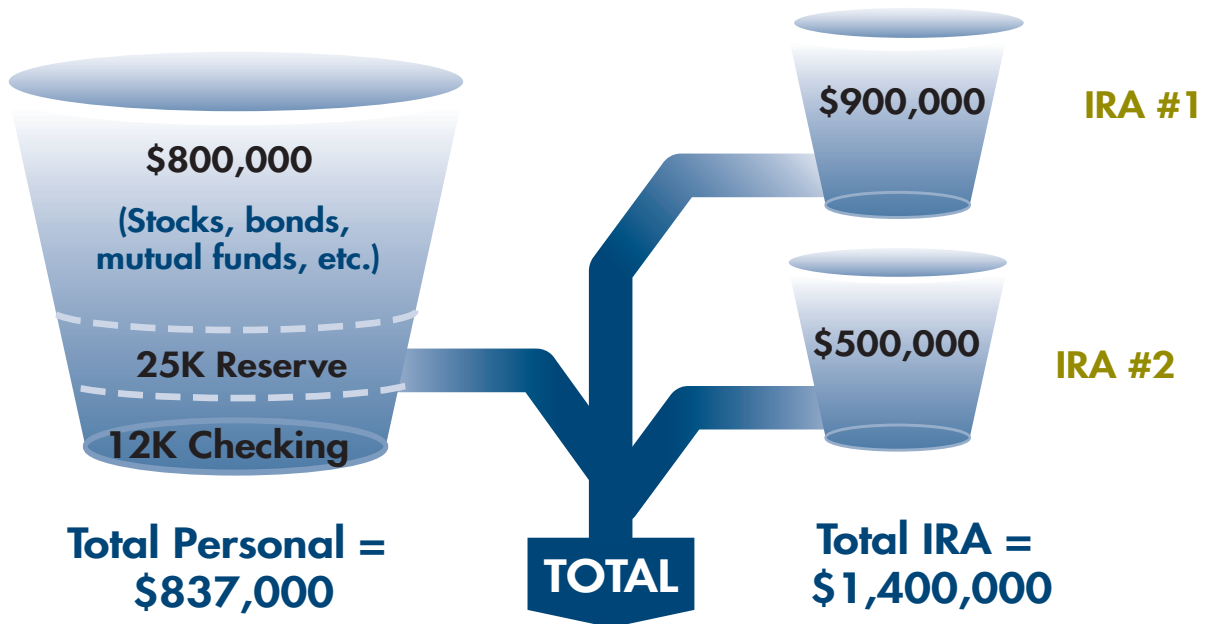 $800,000
(Stocks, bonds,
mutual funds, etc.)
25K Reserve
12K Checking
Total Personal =
$837,000
$900,000
IRA #1
$500,000
IRA #2
Total IRA =
$1,400,000
TOTAL